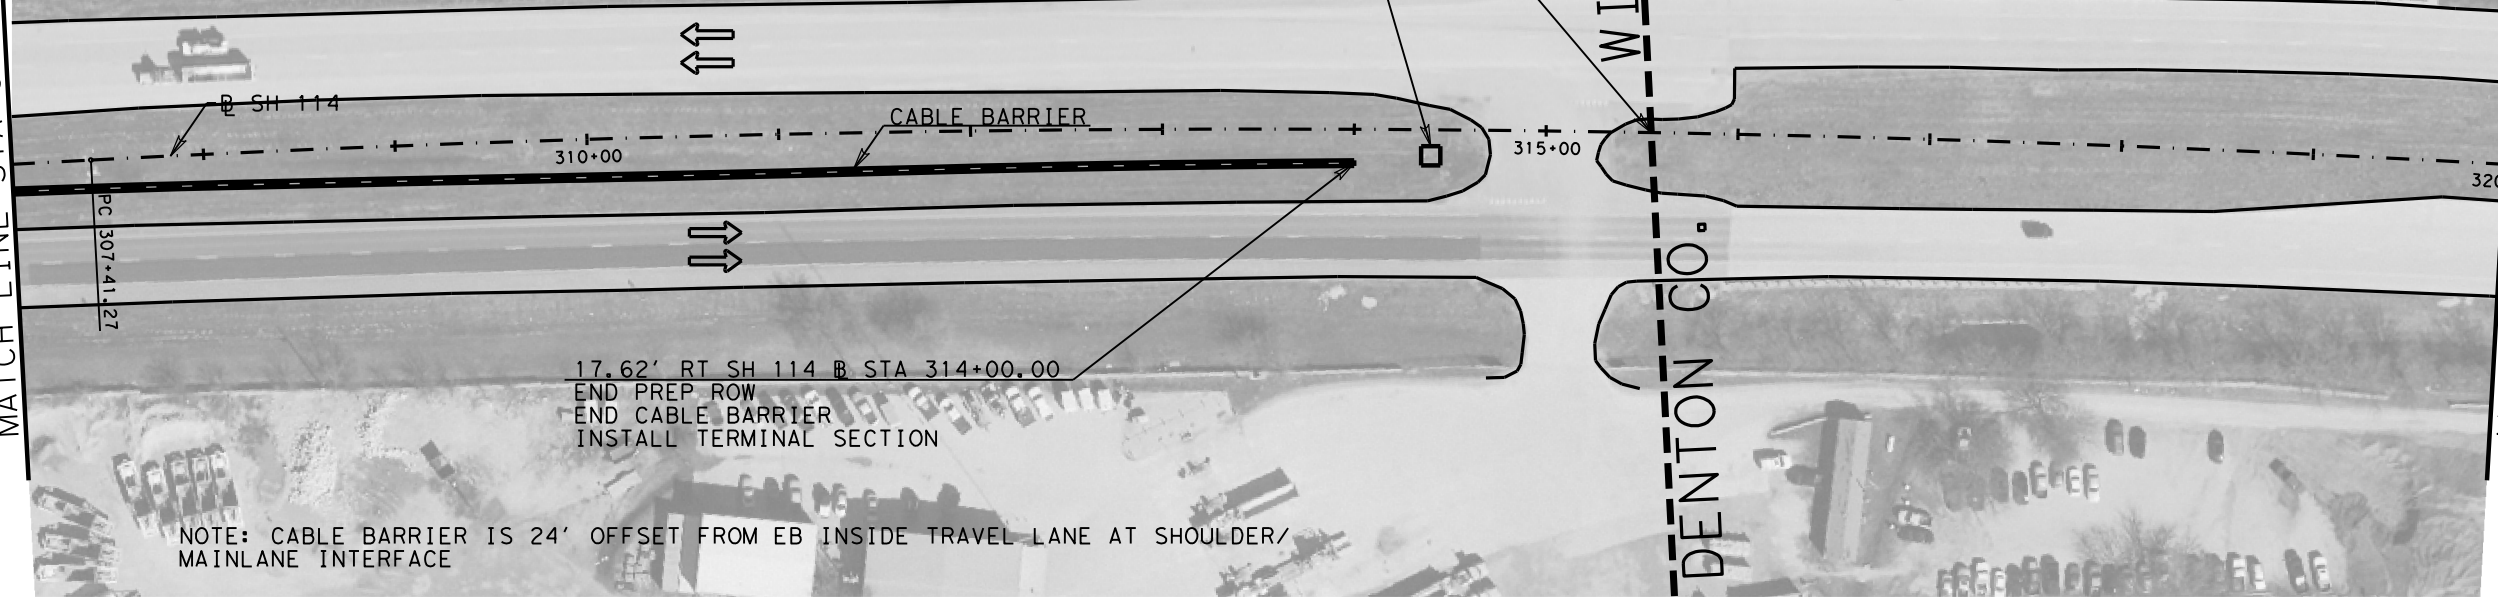 ℄ SH 114
CABLE BARRIER
310+00
315+00
PC 307+41.27
17.62' RT SH 114 ℄ STA 314+00.00
END PREP ROW
END CABLE BARRIER
INSTALL TERMINAL SECTION
NOTE: CABLE BARRIER IS 24' OFFSET FROM EB INSIDE TRAVEL LANE AT SHOULDER/
MAINLANE INTERFACE
DENTON CO.
WI
MATCH LINE
320